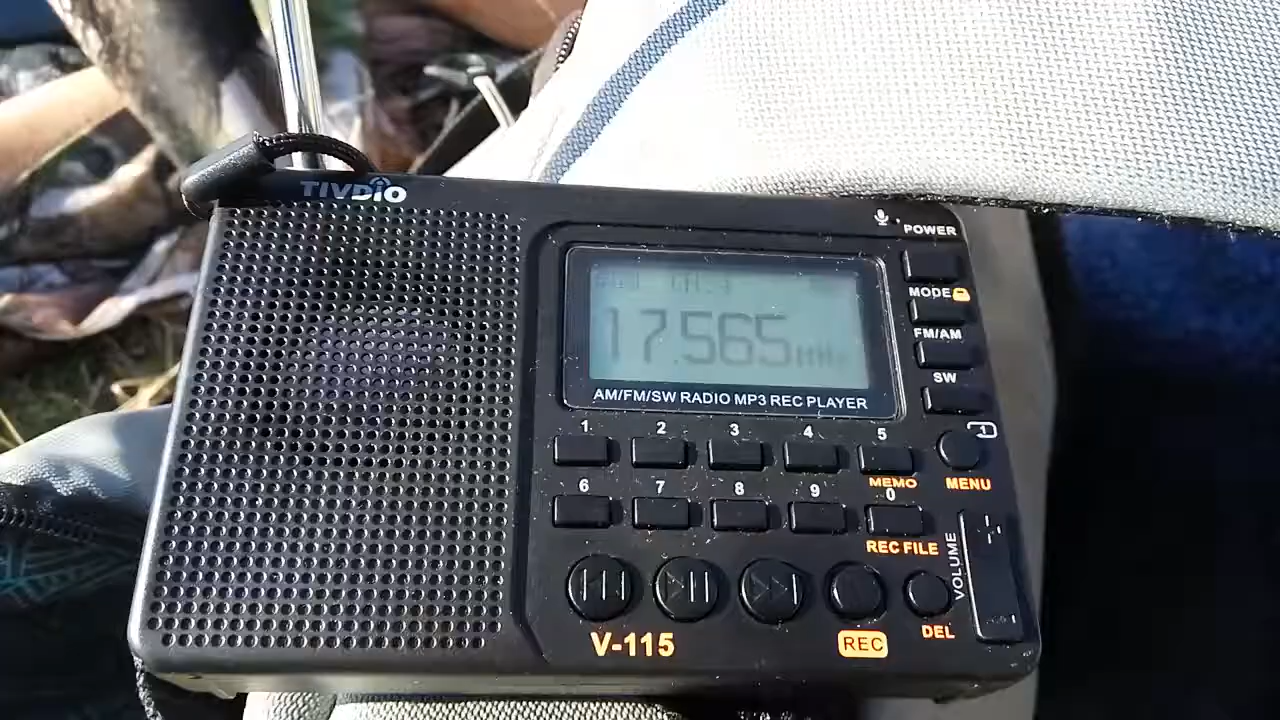 TIVDIO
POWER
MODE
FM/AM
SW
17.565
AM/FM/SW RADIO MP3 REC PLAYER
1 2 3 4 5
MEMO
MENU
6 7 8 9 0
REC FILE
VOLUME
V-115
REC
DEL